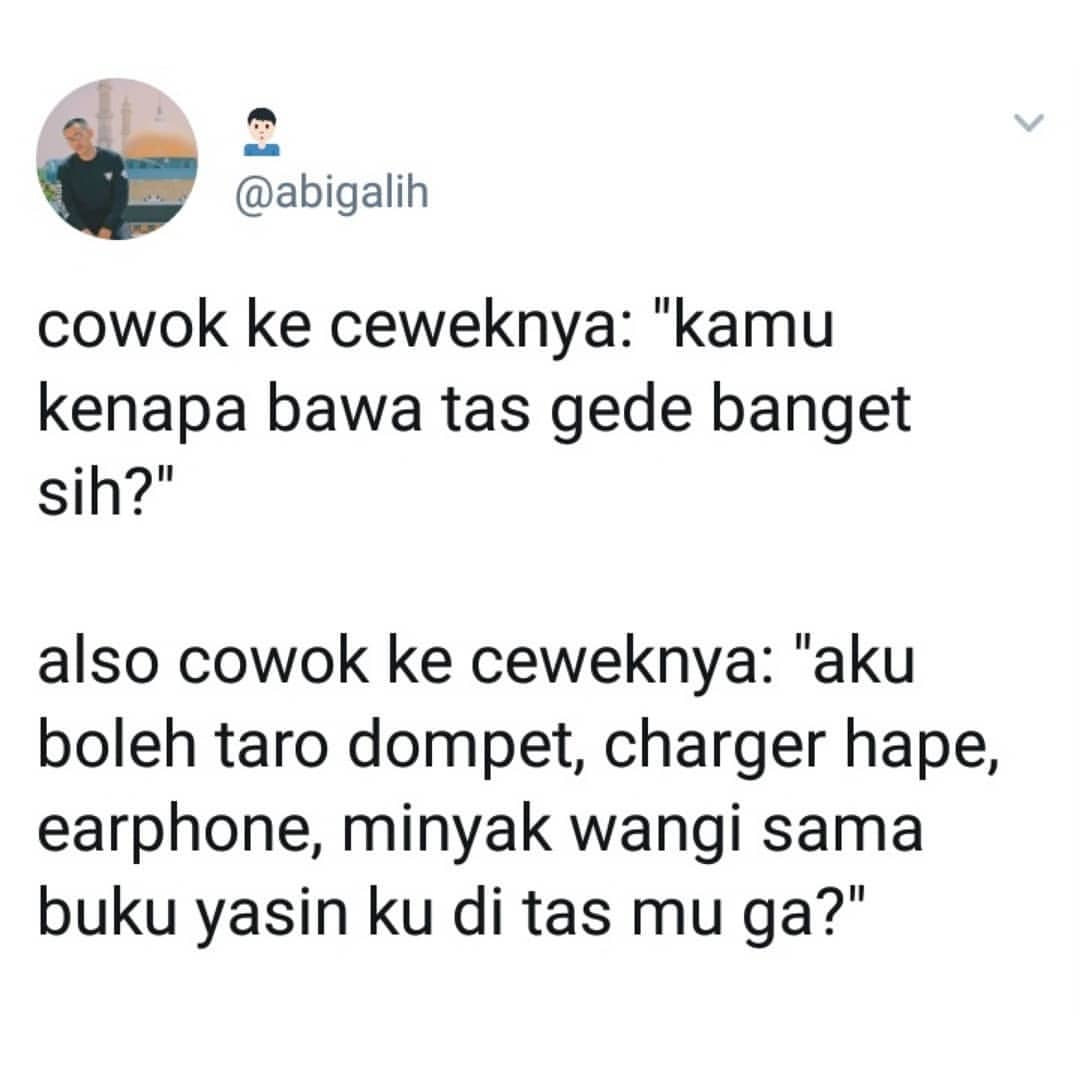 @abigalih
cowok ke ceweknya: "kamu
kenapa bawa tas gede banget
sih?"
also cowok ke ceweknya: "aku
boleh taro dompet, charger hape,
earphone, minyak wangi sama
buku yasin ku di tas mu ga?"